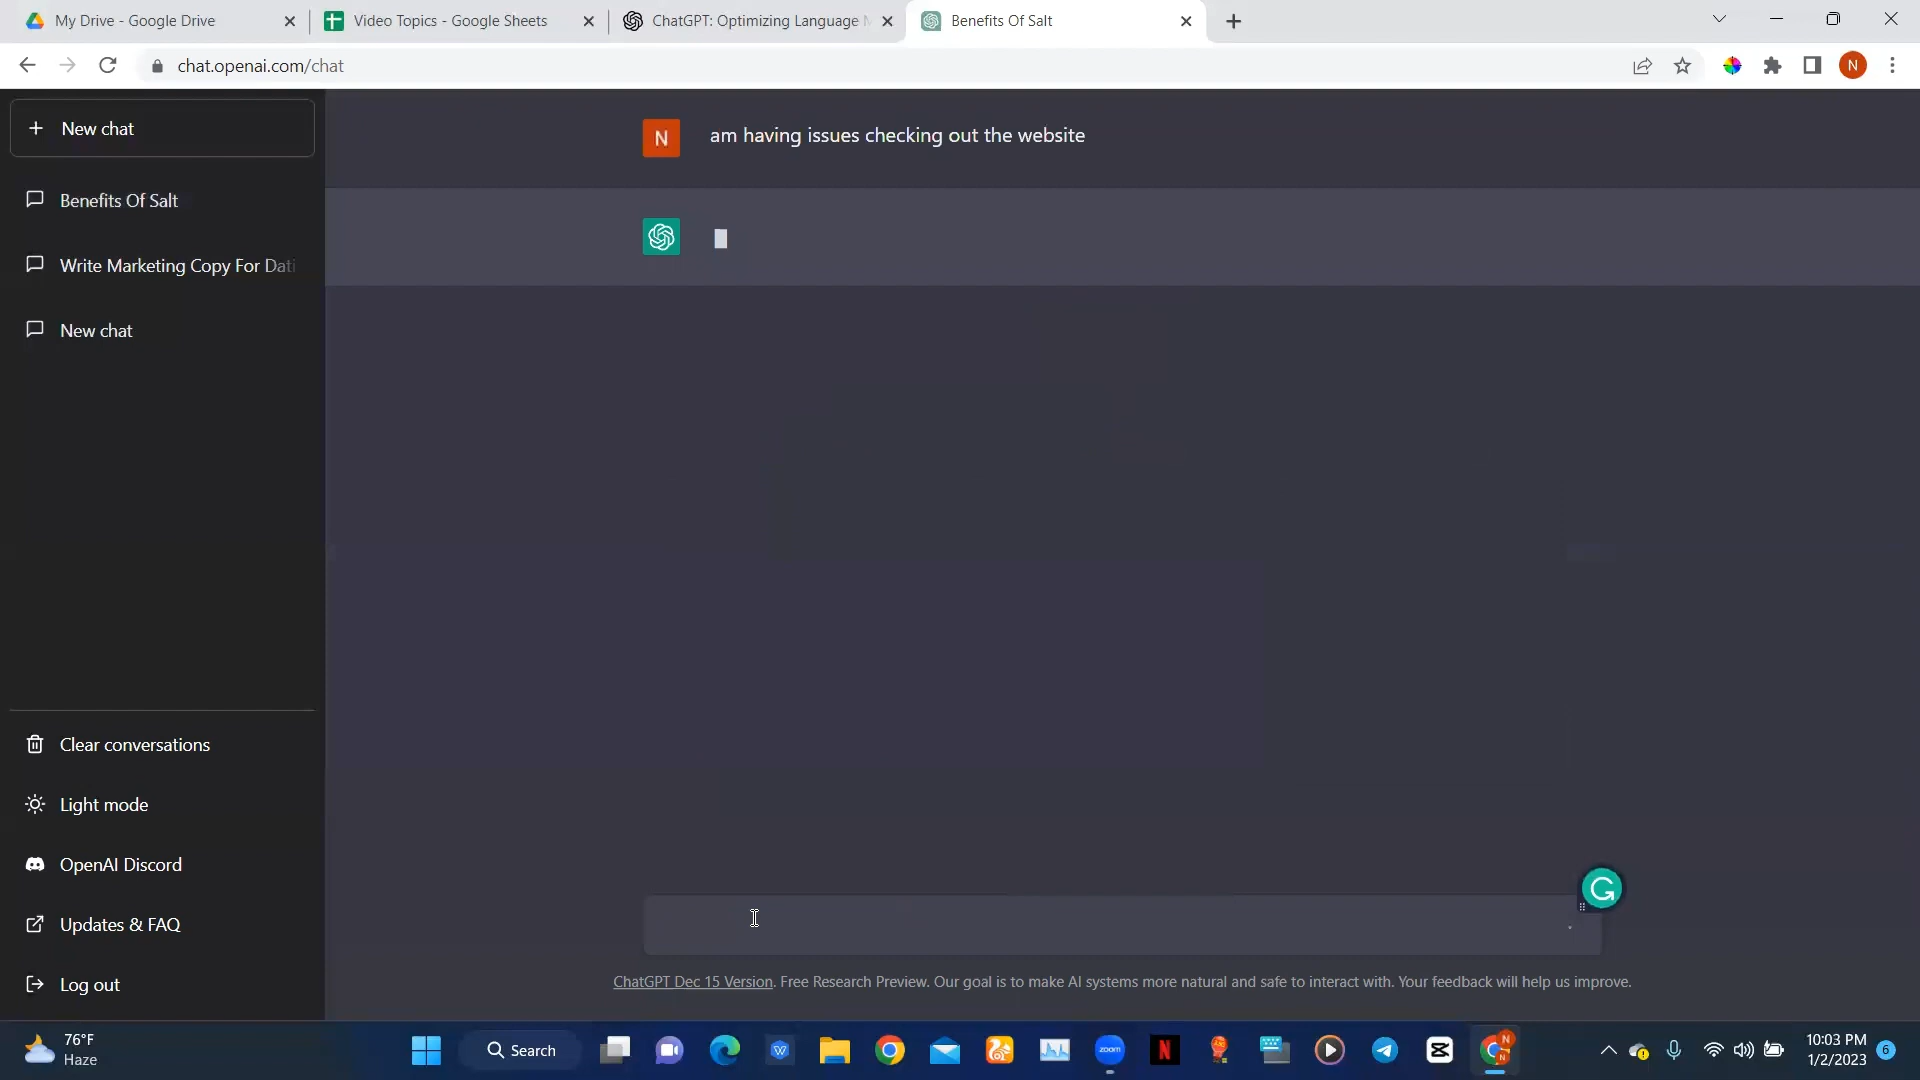 My Drive - Google Drive
Video Topics - Google Sheets
ChatGPT: Optimizing Language
Benefits Of Salt
chat.openai.com/chat
N
New chat
N
am having issues checking out the website
Benefits Of Salt
Write Marketing Copy For Dati
New chat
Clear conversations
Light mode
OpenAI Discord
Updates & FAQ
Log out
ChatGPT Dec 15 Version. Free Research Preview. Our goal is to make AI systems more natural and safe to interact with. Your feedback will help us improve.
76°F
Haze
Search
zoom
10:03 PM
1/2/2023
6